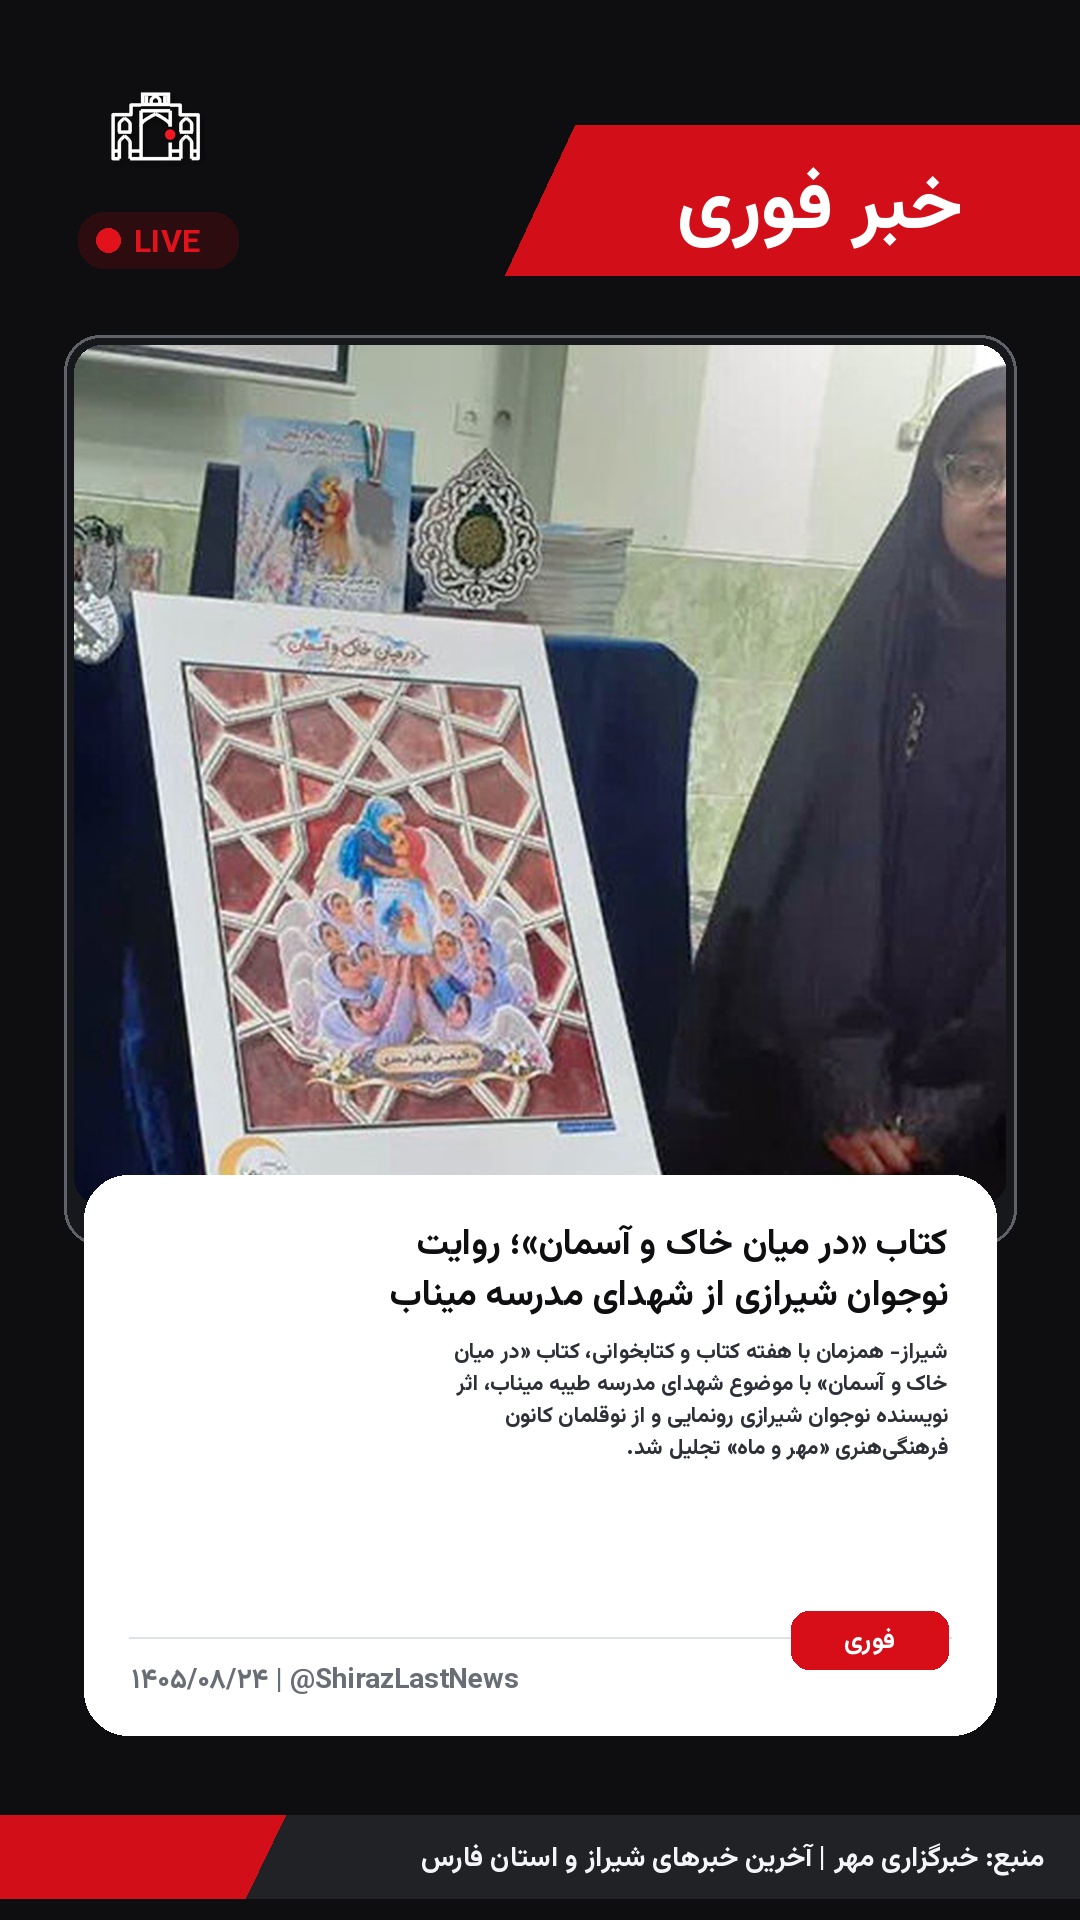 خبر فوری
LIVE
در میان خاک و آسمان
کتاب «در میان خاک و آسمان»؛ روایت
نوجوان شیرازی از شهدای مدرسه میناب
شیراز- همزمان با هفته کتاب و کتابخوانی، کتاب «در میان
خاک و آسمان» با موضوع شهدای مدرسه طیبه میناب، اثر
نویسنده نوجوان شیرازی رونمایی و از نوقلمان کانون
فرهنگی‌هنری «مهر و ماه» تجلیل شد.
فوری
۱۴۰۵/۰۸/۲۴ | @ShirazLastNews
منبع: خبرگزاری مهر | آخرین خبرهای شیراز و استان فارس